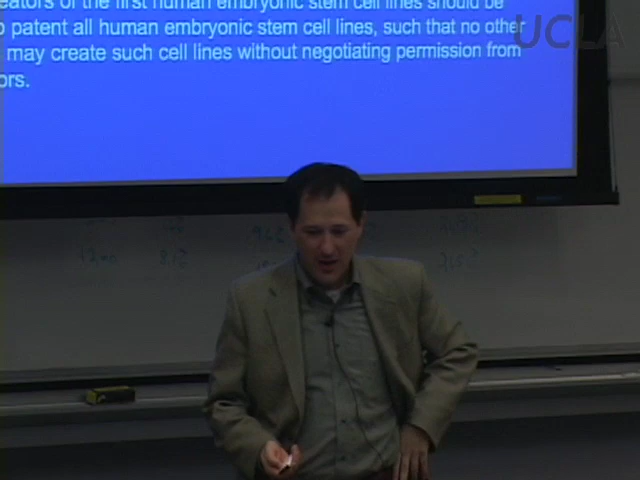 eators of the first human embryonic stem cell lines should be
o patent all human embryonic stem cell lines, such that no other
may create such cell lines without negotiating permission from
ors.
UCLA